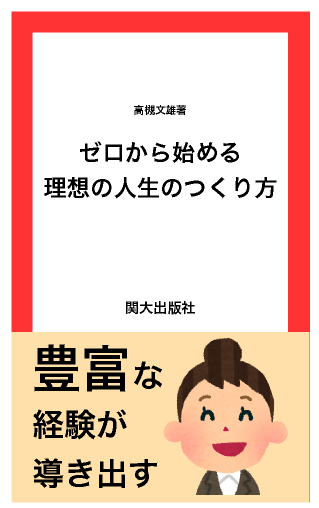 高槻文雄著
ゼロから始める
理想の人生のつくり方
関大出版社
豊富な
経験が
導き出す